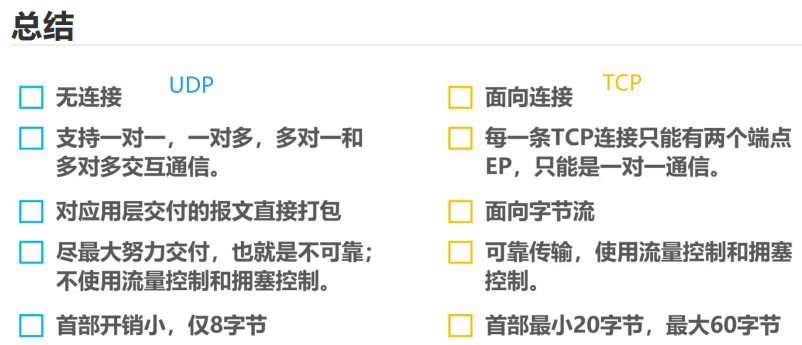 总结
UDP
无连接
支持一对一，一对多，多对一和
多对多交互通信。
对应用层交付的报文直接打包
尽最大努力交付，也就是不可靠；
不使用流量控制和拥塞控制。
首部开销小，仅8字节
TCP
面向连接
每一条TCP连接只能有两个端点
EP，只能是一对一通信。
面向字节流
可靠传输，使用流量控制和拥塞
控制。
首部最小20字节，最大60字节